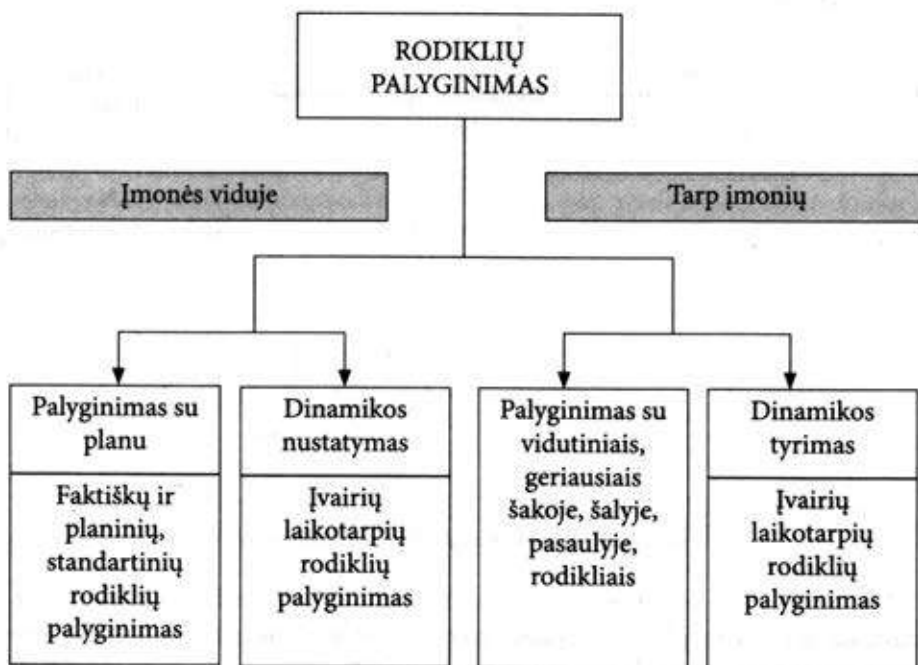 RODIKLIŲ
PALYGINIMAS
Įmonės viduje
Tarp įmonių
Palyginimas su
planu
Faktiškų ir
planinių,
standartinių
rodiklių
palyginimas
Dinamikos
nustatymas
Įvairių
laikotarpių
rodiklių
palyginimas
Palyginimas su
vidutiniais,
geriausiais
šakoje, šalyje,
pasaulyje,
rodikliais
Dinamikos
tyrimas
Įvairių
laikotarpių
rodiklių
palyginimas